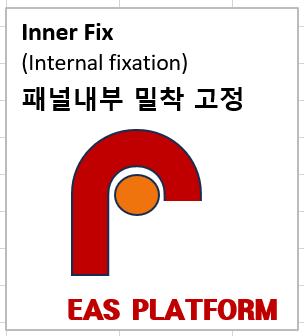 Inner Fix
(Internal fixation)
패널내부 밀착 고정
EAS PLATFORM